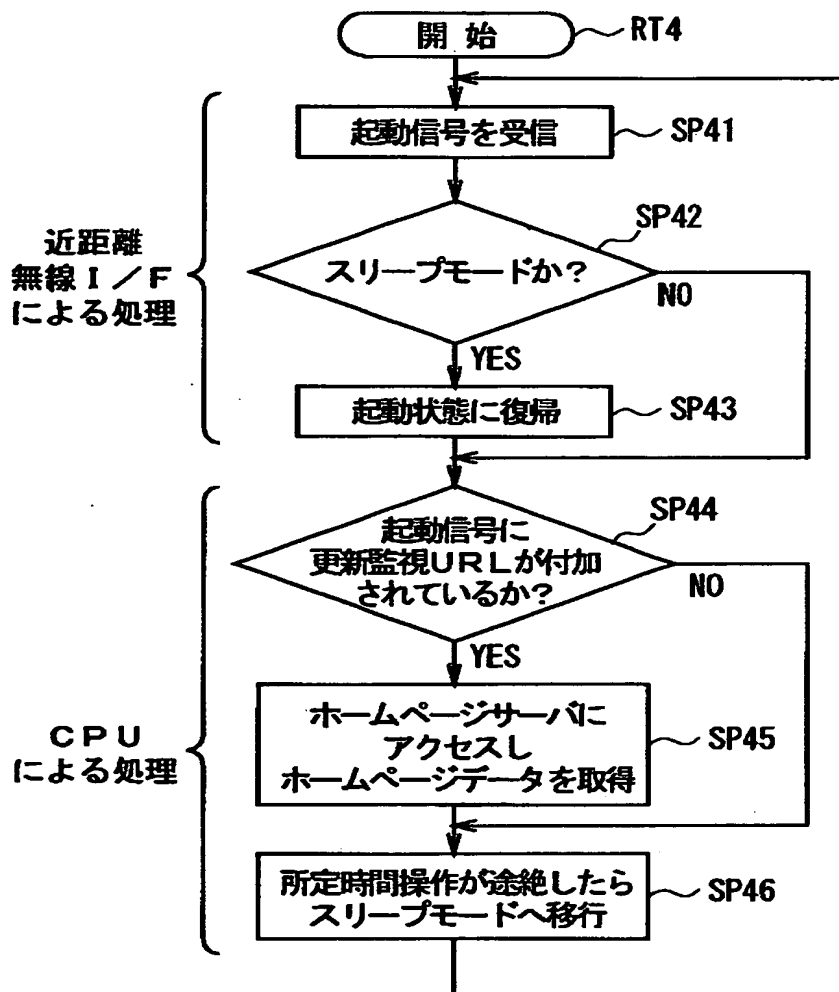 開始
RT4
起動信号を受信
SP41
近距離
無線I/F
による処理
SP42
スリープモードか?
NO
YES
起動状態に復帰
SP43
SP44
起動信号に
更新監視URLが付加
されているか?
NO
YES
CPU
による処理
ホームページサーバに
アクセスし
ホームページデータを取得
SP45
所定時間操作が途絶したら
スリープモードへ移行
SP46